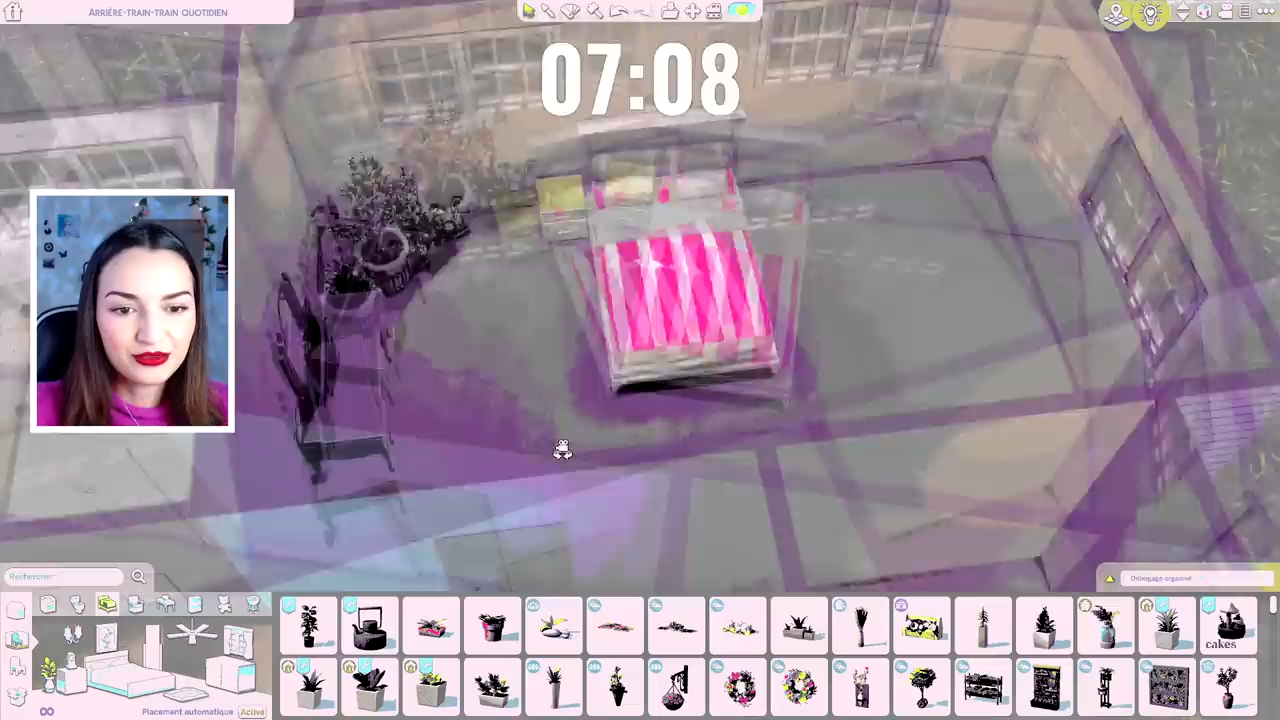 ARRIÈRE-TRAIN-TRAIN QUOTIDIEN
07:08
Rechercher
Débogage organisé
cakes
Placement automatique Activé